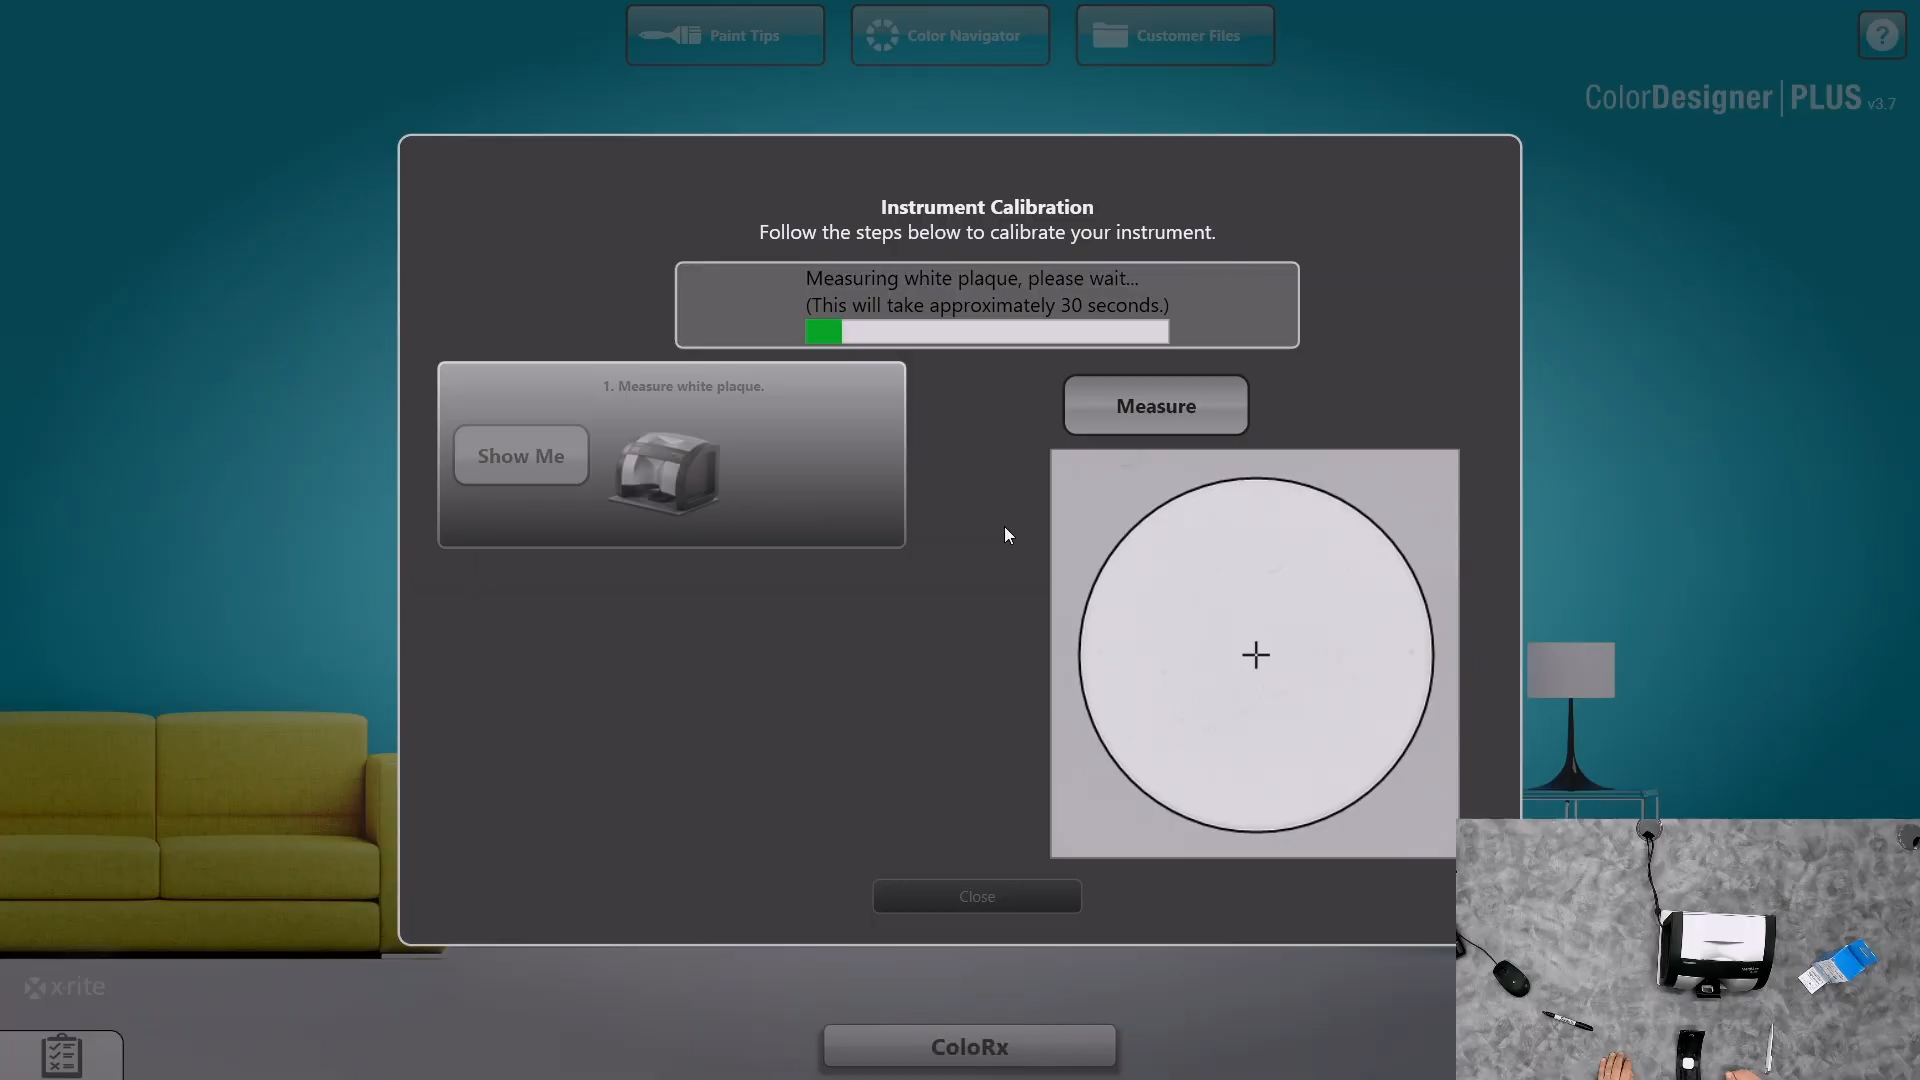 Paint Tips
Color Navigator
Customer Files
?
ColorDesigner|PLUS v3.7
Instrument Calibration
Follow the steps below to calibrate your instrument.
Measuring white plaque, please wait...
(This will take approximately 30 seconds.)
1. Measure white plaque.
Show Me
Measure
Close
x·rite
ColoRx